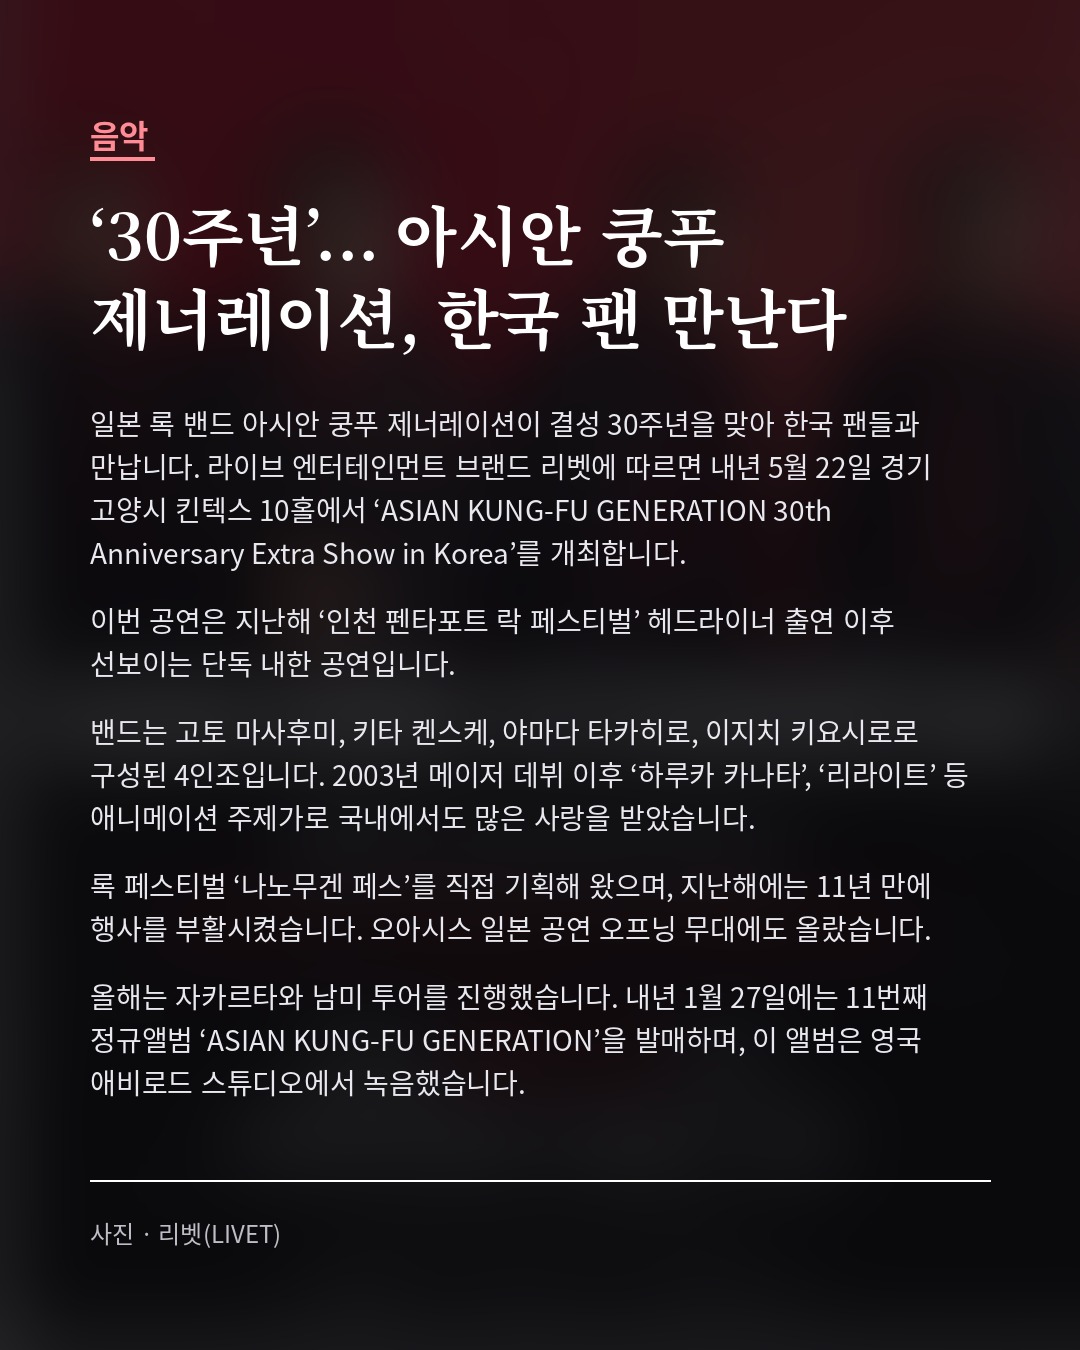 음악
‘30주년’... 아시안 쿵푸
제너레이션, 한국 팬 만난다
일본 록 밴드 아시안 쿵푸 제너레이션이 결성 30주년을 맞아 한국 팬들과
만납니다. 라이브 엔터테인먼트 브랜드 리벳에 따르면 내년 5월 22일 경기
고양시 킨텍스 10홀에서 ‘ASIAN KUNG-FU GENERATION 30th
Anniversary Extra Show in Korea’를 개최합니다.
이번 공연은 지난해 ‘인천 펜타포트 락 페스티벌’ 헤드라이너 출연 이후
선보이는 단독 내한 공연입니다.
밴드는 고토 마사후미, 키타 켄스케, 야마다 타카히로, 이지치 키요시로로
구성된 4인조입니다. 2003년 메이저 데뷔 이후 ‘하루카 카나타’, ‘리라이트’ 등
애니메이션 주제가로 국내에서도 많은 사랑을 받았습니다.
록 페스티벌 ‘나노무겐 페스’를 직접 기획해 왔으며, 지난해에는 11년 만에
행사를 부활시켰습니다. 오아시스 일본 공연 오프닝 무대에도 올랐습니다.
올해는 자카르타와 남미 투어를 진행했습니다. 내년 1월 27일에는 11번째
정규앨범 ‘ASIAN KUNG-FU GENERATION’을 발매하며, 이 앨범은 영국
애비로드 스튜디오에서 녹음했습니다.
사진 · 리벳(LIVET)